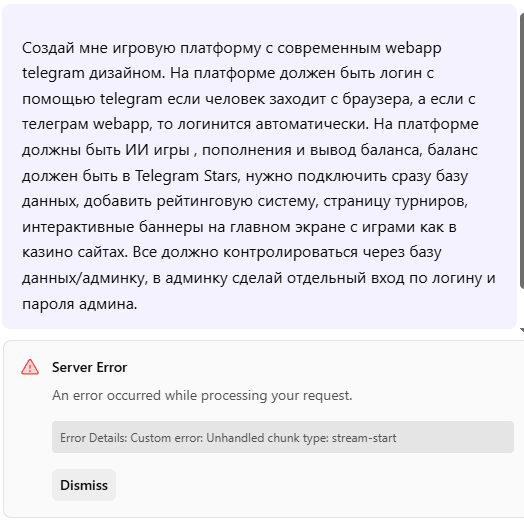 Создай мне игровую платформу с современным webapp
telegram дизайном. На платформе должен быть логин с
помощью telegram если человек заходит с браузера, а если с
телеграм webapp, то логинится автоматически. На платформе
должны быть ИИ игры , пополнения и вывод баланса, баланс
должен быть в Telegram Stars, нужно подключить сразу базу
данных, добавить рейтинговую систему, страницу турниров,
интерактивные баннеры на главном экране с играми как в
казино сайтах. Все должно контролироваться через базу
данных/админку, в админку сделай отдельный вход по логину и
пароля админа.
Server Error
An error occurred while processing your request.
Error Details: Custom error: Unhandled chunk type: stream-start
Dismiss